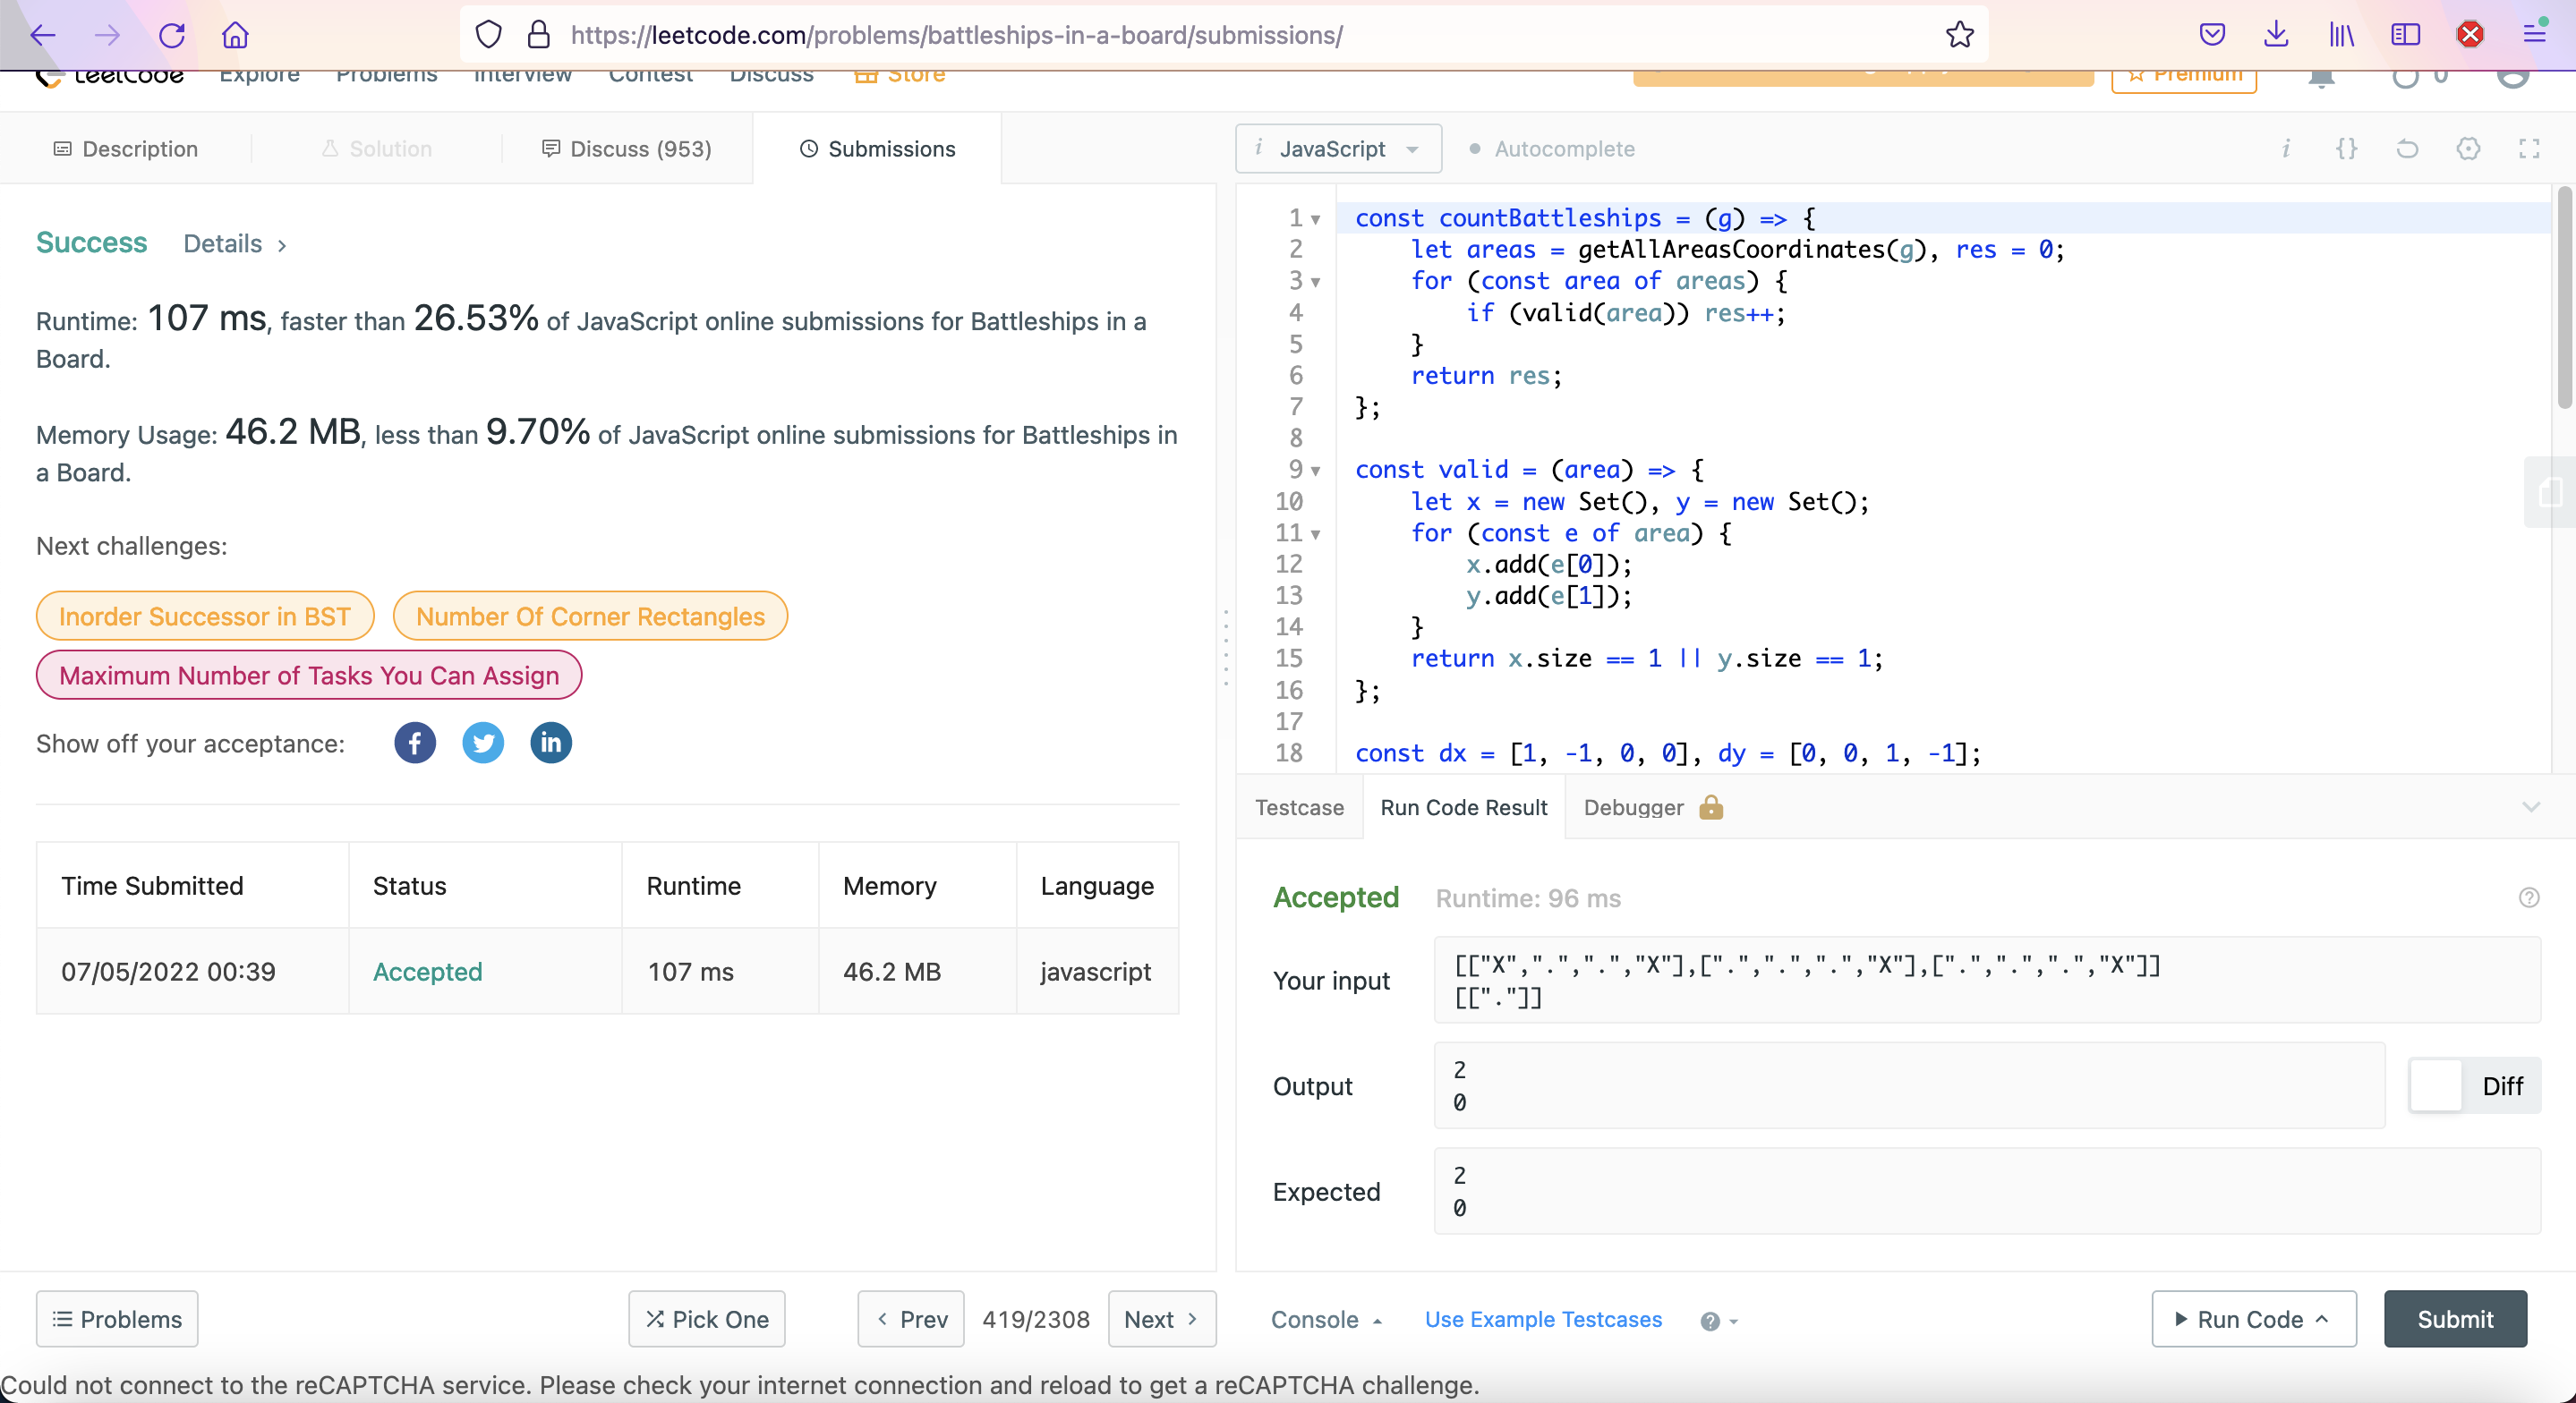 https://leetcode.com/problems/battleships-in-a-board/submissions/
LeetCode Explore Problems Interview Contest Discuss Store
Premium 0
Description Solution Discuss (953) Submissions
i JavaScript Autocomplete i {}
Success Details >
Runtime: 107 ms, faster than 26.53% of JavaScript online submissions for Battleships in a
Board.
Memory Usage: 46.2 MB, less than 9.70% of JavaScript online submissions for Battleships in
a Board.
Next challenges:
Inorder Successor in BST Number Of Corner Rectangles
Maximum Number of Tasks You Can Assign
Show off your acceptance: f in
Time Submitted Status Runtime Memory Language
07/05/2022 00:39 Accepted 107 ms 46.2 MB javascript
1 const countBattleships = (g) => {
2 let areas = getAllAreasCoordinates(g), res = 0;
3 for (const area of areas) {
4 if (valid(area)) res++;
5 }
6 return res;
7 };
8
9 const valid = (area) => {
10 let x = new Set(), y = new Set();
11 for (const e of area) {
12 x.add(e[0]);
13 y.add(e[1]);
14 }
15 return x.size == 1 || y.size == 1;
16 };
17
18 const dx = [1, -1, 0, 0], dy = [0, 0, 1, -1];
Testcase Run Code Result Debugger
Accepted Runtime: 96 ms
Your input
[["X",".",".","X"],[".",".",".","X"],[".",".",".","X"]]
[["."]]
Output
2
0
Diff
Expected
2
0
Problems Pick One < Prev 419/2308 Next >
Console Use Example Testcases ? Run Code Submit
Could not connect to the reCAPTCHA service. Please check your internet connection and reload to get a reCAPTCHA challenge.